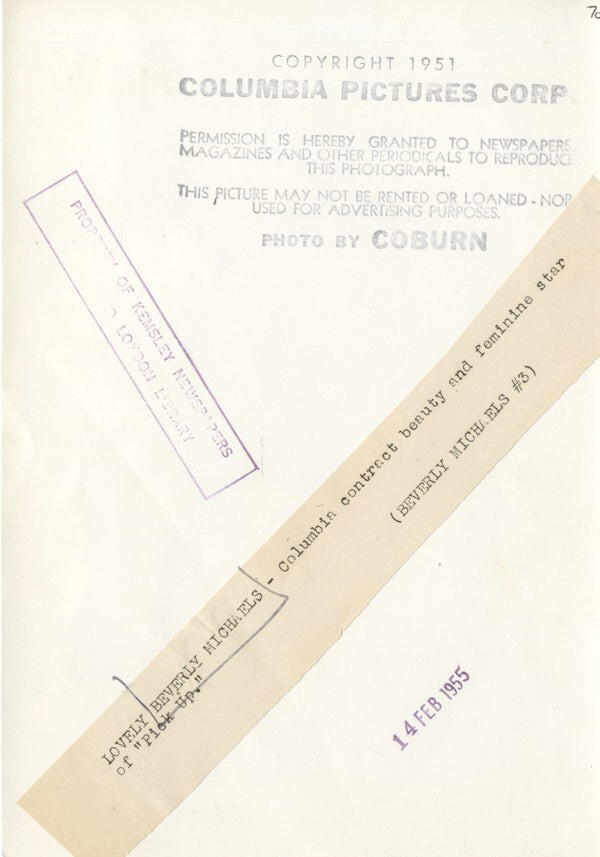 COPYRIGHT 1951
COLUMBIA PICTURES CORP
PERMISSION IS HEREBY GRANTED TO NEWSPAPERS
MAGAZINES AND OTHER PERIODICALS TO REPRODUCE
THIS PHOTOGRAPH.
THIS PICTURE MAY NOT BE RENTED OR LOANED - NOR
USED FOR ADVERTISING PURPOSES.
PHOTO BY COBURN
PROPERTY OF KEMSLEY NEWSPAPERS
LONDON LIBRARY
LOVELY BEVERLY MICHAELS - Columbia contract beauty and feminine star
of "Pick Up."
(BEVERLY MICHAELS #3)
14 FEB 1955